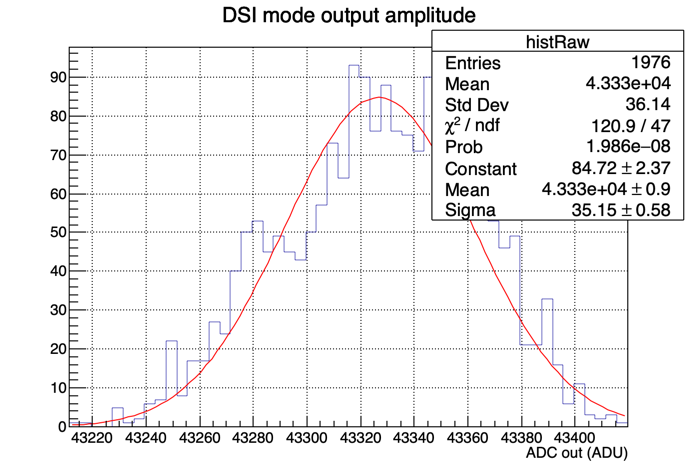 DSI mode output amplitude
histRaw
Entries 1976
Mean 4.333e+04
Std Dev 36.14
χ² / ndf 120.9 / 47
Prob 1.986e−08
Constant 84.72 ± 2.37
Mean 4.333e+04 ± 0.9
Sigma 35.15 ± 0.58
90
80
70
60
50
40
30
20
10
0
43220 43240 43260 43280 43300 43320 43340 43360 43380 43400
ADC out (ADU)